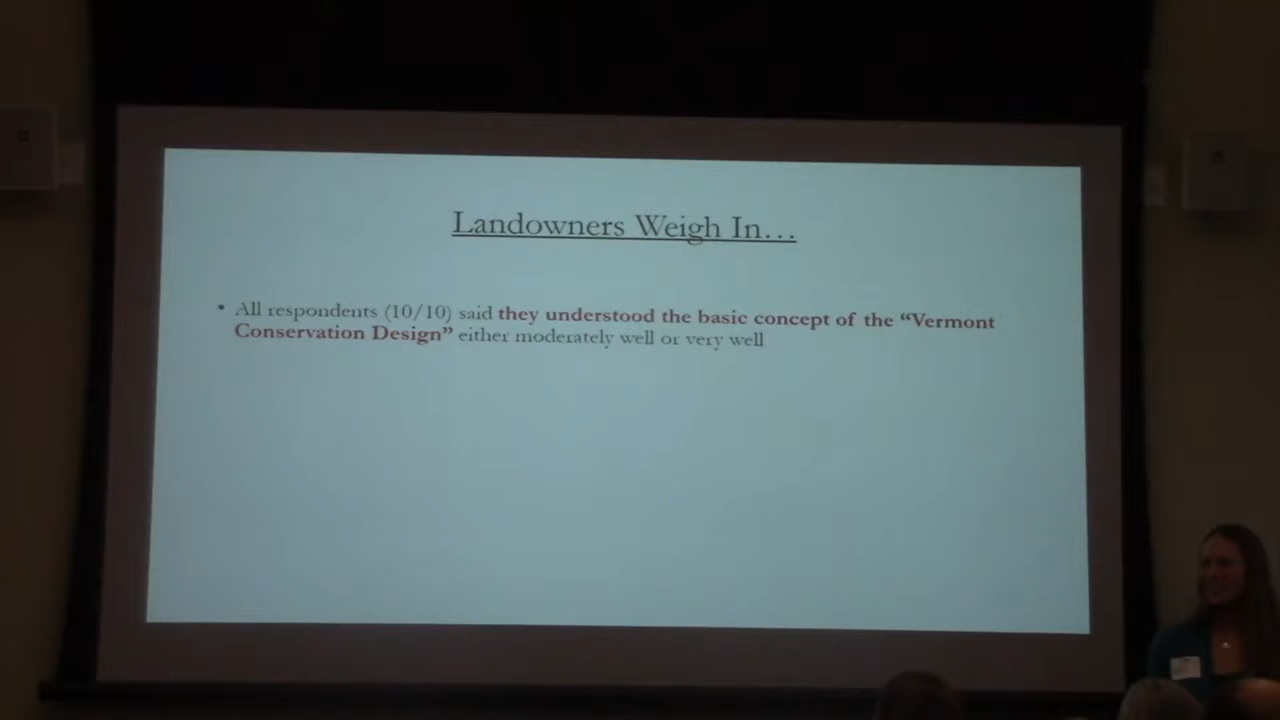 Landowners Weigh In…
• All respondents (10/10) said they understood the basic concept of the “Vermont
Conservation Design” either moderately well or very well